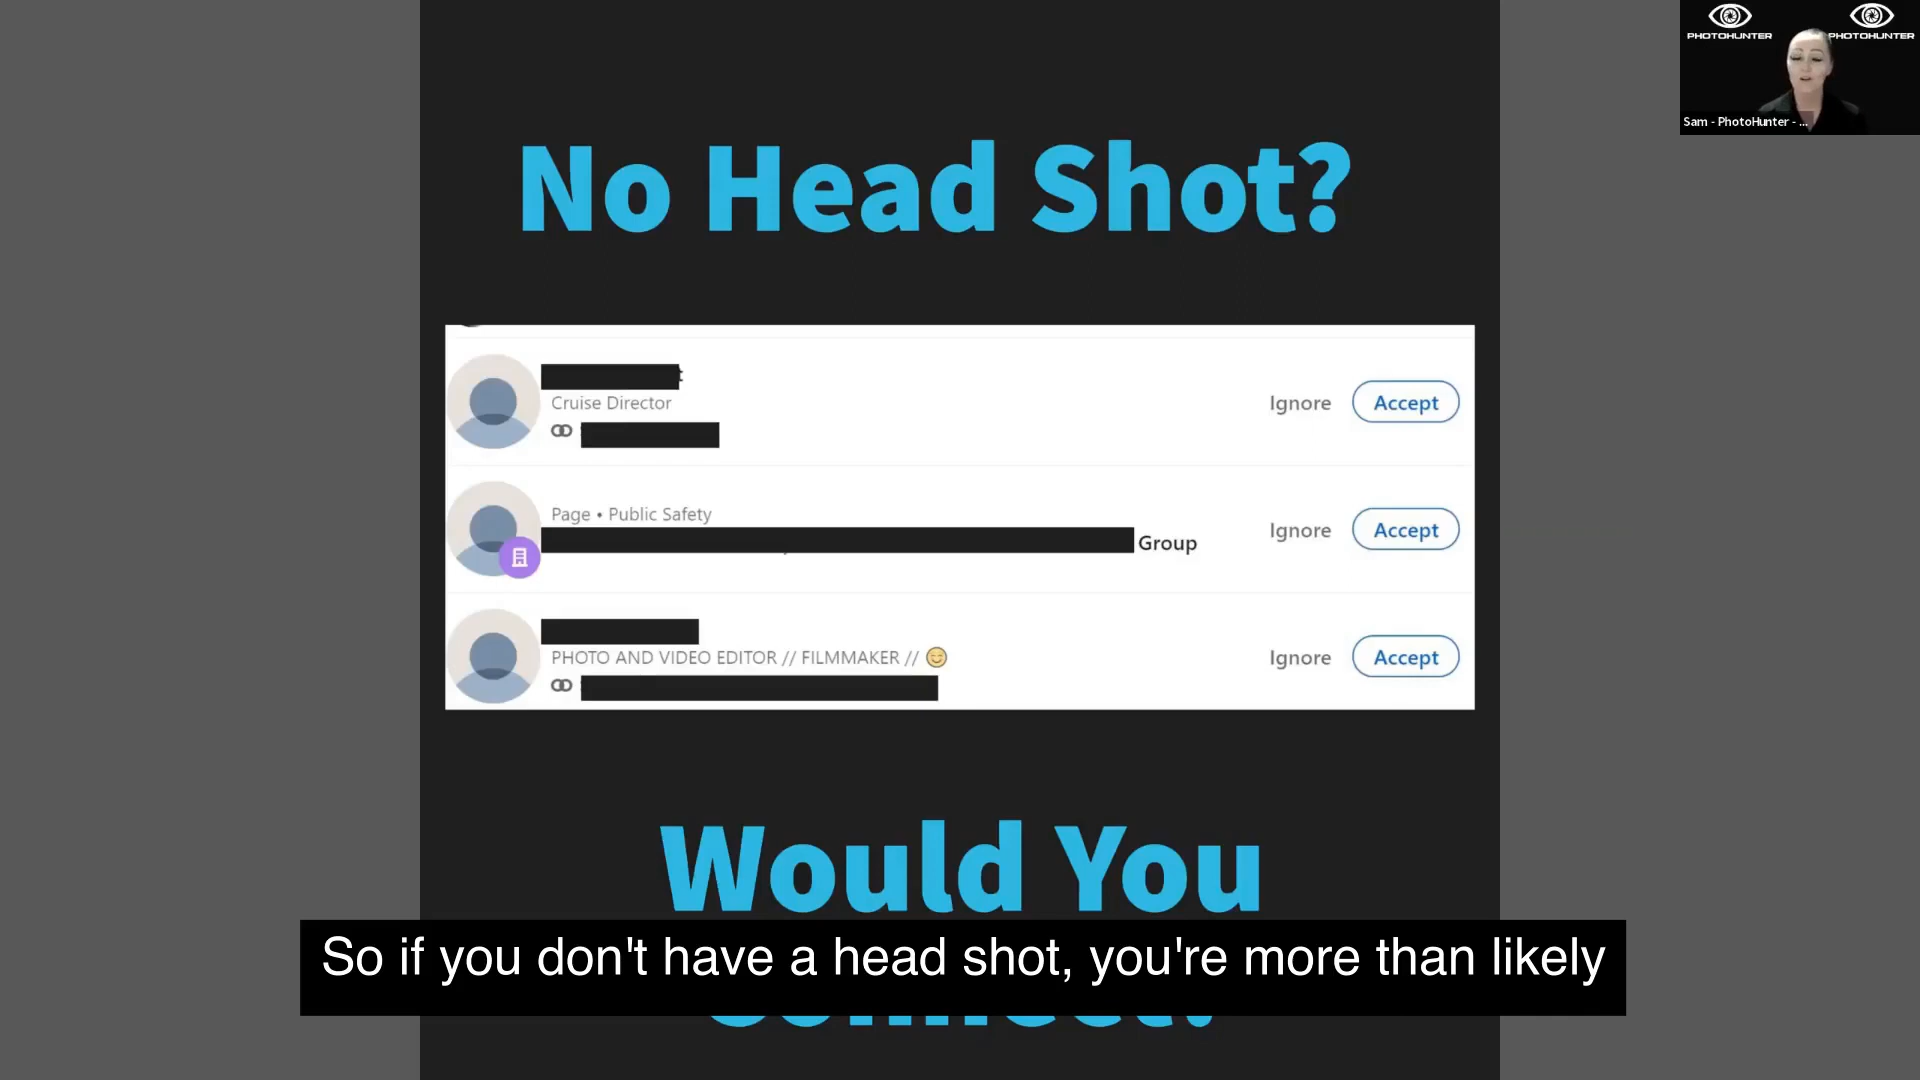 PHOTOHUNTER
PHOTOHUNTER
Sam - PhotoHunter - ...
No Head Shot?
Cruise Director
Ignore
Accept
Page • Public Safety
Group
Ignore
Accept
PHOTO AND VIDEO EDITOR // FILMMAKER // 😊
Ignore
Accept
Would You
So if you don't have a head shot, you're more than likely